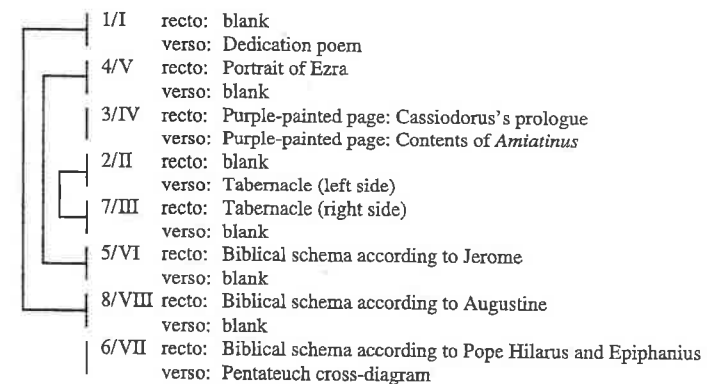 1/I recto: blank
verso: Dedication poem
4/V recto: Portrait of Ezra
verso: blank
3/IV recto: Purple-painted page: Cassiodorus's prologue
verso: Purple-painted page: Contents of Amiatinus
2/II recto: blank
verso: Tabernacle (left side)
7/III recto: Tabernacle (right side)
verso: blank
5/VI recto: Biblical schema according to Jerome
verso: blank
8/VIII recto: Biblical schema according to Augustine
verso: blank
6/VII recto: Biblical schema according to Pope Hilarus and Epiphanius
verso: Pentateuch cross-diagram